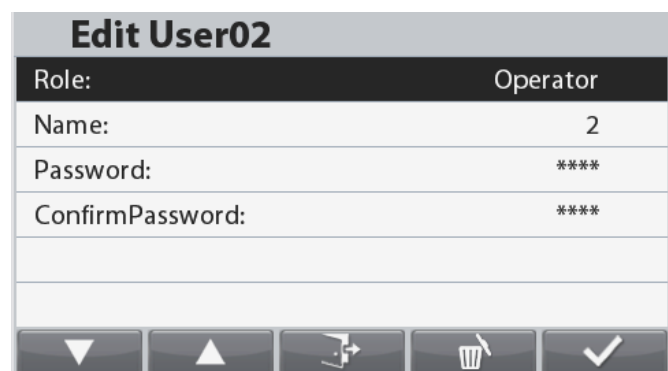 Edit User02
Role: Operator
Name: 2
Password: ****
ConfirmPassword: ****